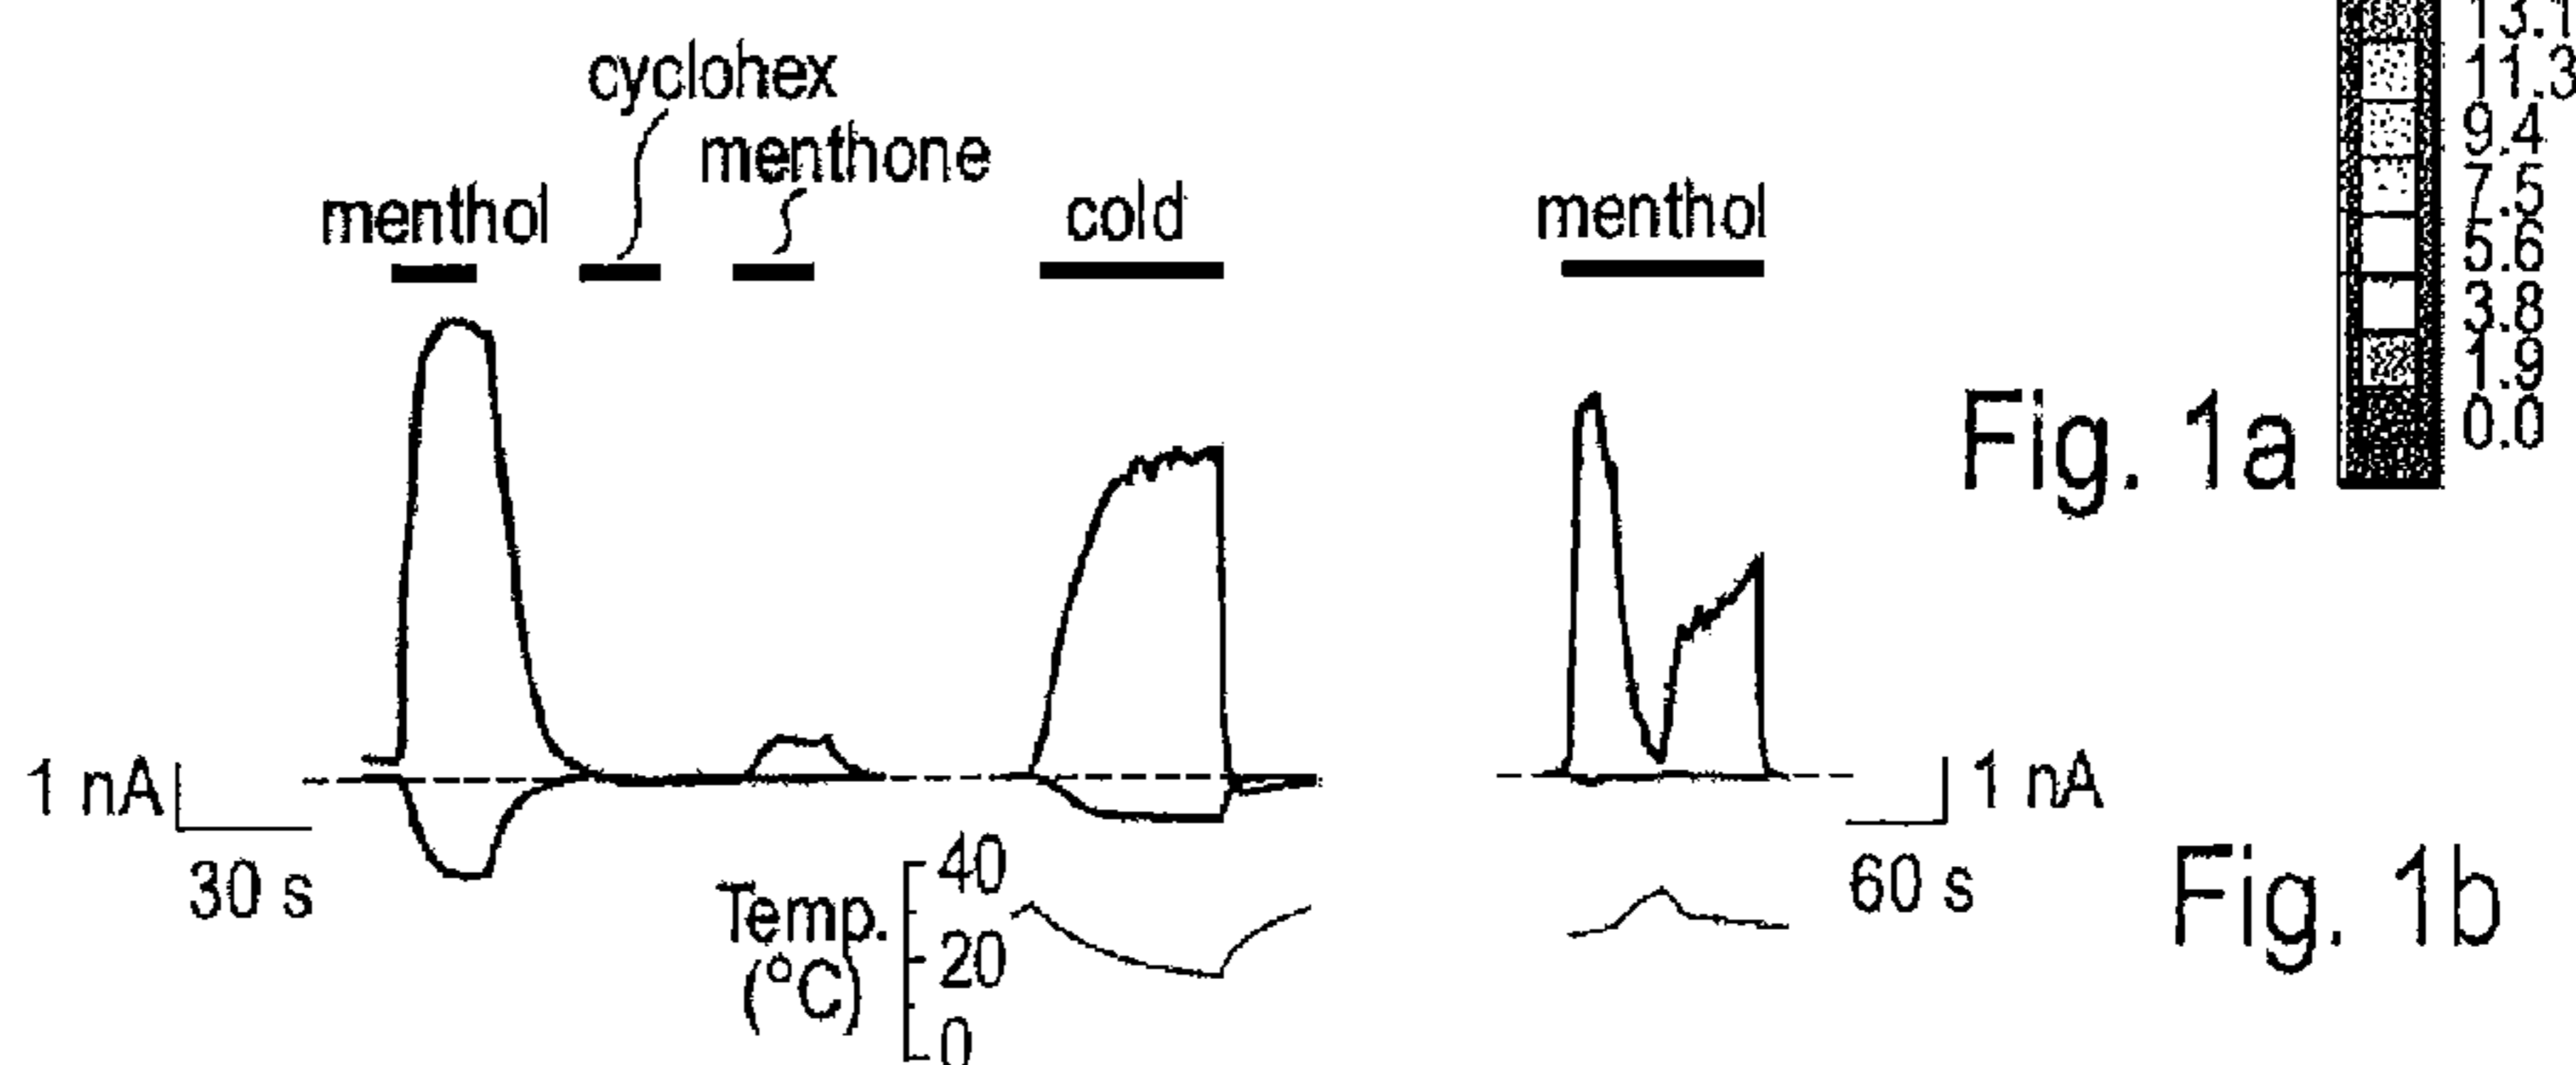 cyclohex
menthone
menthol
cold
menthol
13.1
11.3
9.4
7.5
5.6
3.8
1.9
0.0
Fig. 1a
1 nA
30 s
Temp.
(°C)
40
20
0
1 nA
60 s
Fig. 1b